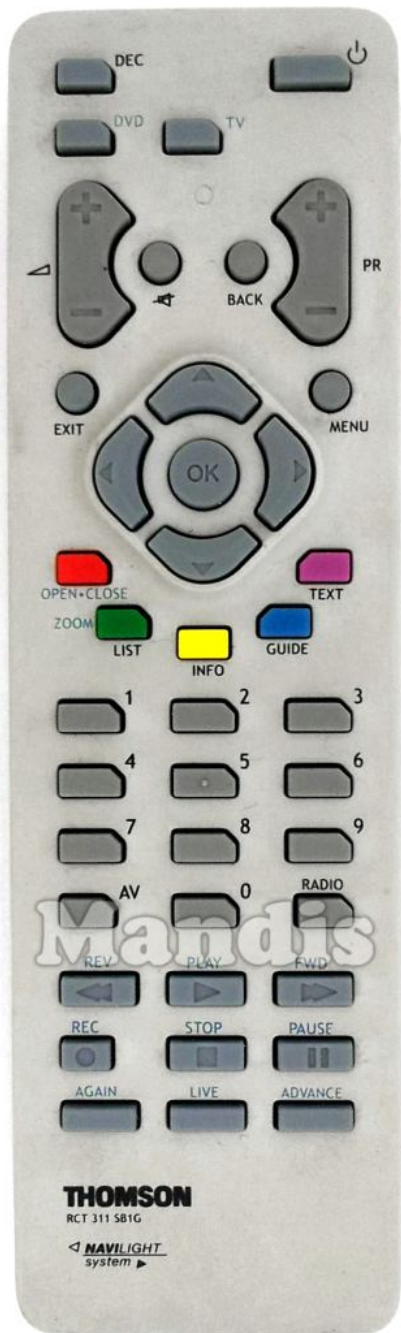 DEC
DVD TV
+ +
PR
- -
BACK
EXIT MENU
OK
OPEN•CLOSE TEXT
ZOOM LIST GUIDE
INFO
1 2 3
4 5 6
7 8 9
AV 0 RADIO
Mandis
REV PLAY FWD
REC STOP PAUSE
AGAIN LIVE ADVANCE
THOMSON
RCT 311 SB1G
NAVILIGHT
system